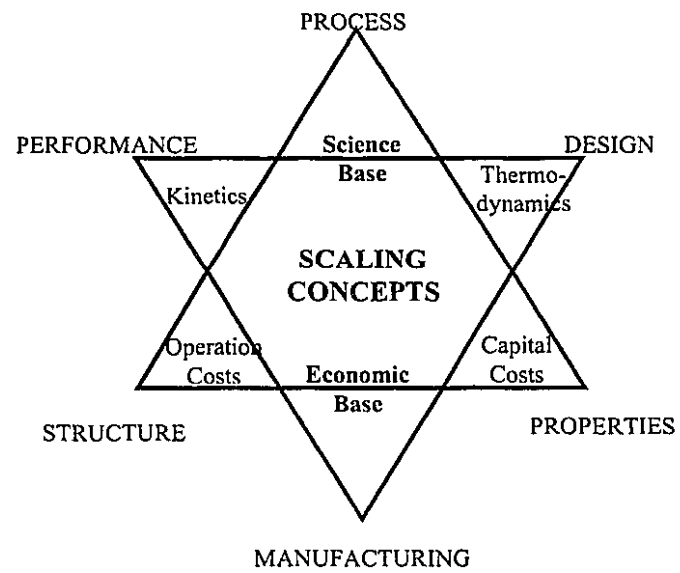 PROCESS
PERFORMANCE
Science
Base
DESIGN
Kinetics
Thermo-
dynamics
SCALING
CONCEPTS
Operation
Costs
Economic
Base
Capital
Costs
STRUCTURE
PROPERTIES
MANUFACTURING